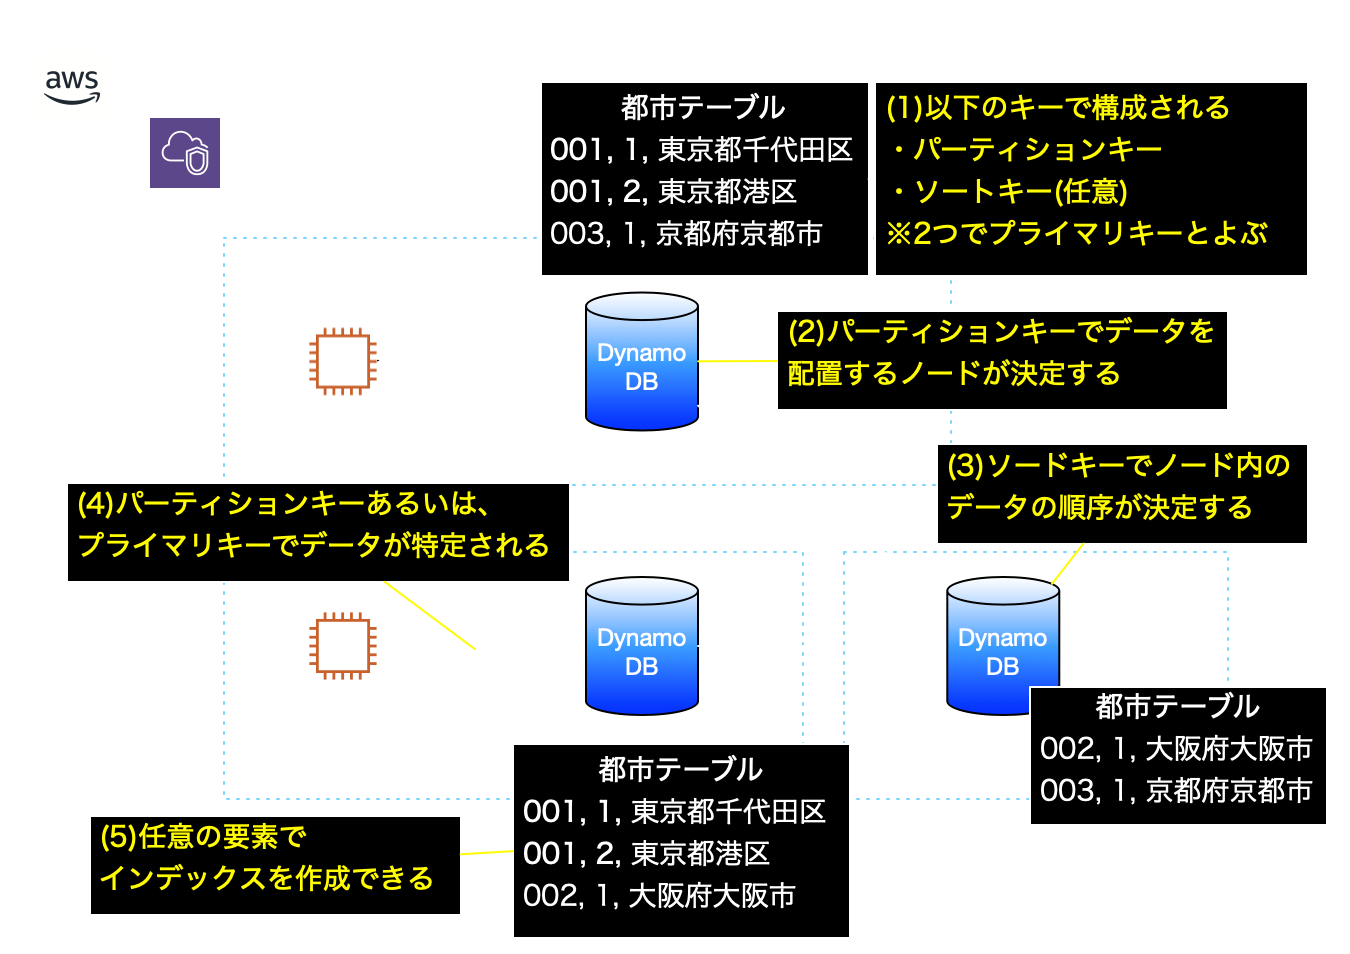 aws
都市テーブル
001, 1, 東京都千代田区
001, 2, 東京都港区
003, 1, 京都府京都市
(1)以下のキーで構成される
・パーティションキー
・ソートキー(任意)
※2つでプライマリキーとよぶ
Dynamo
DB
(2)パーティションキーでデータを
配置するノードが決定する
(3)ソードキーでノード内の
データの順序が決定する
(4)パーティションキーあるいは、
プライマリキーでデータが特定される
Dynamo
DB
Dynamo
DB
都市テーブル
002, 1, 大阪府大阪市
003, 1, 京都府京都市
都市テーブル
001, 1, 東京都千代田区
001, 2, 東京都港区
002, 1, 大阪府大阪市
(5)任意の要素で
インデックスを作成できる